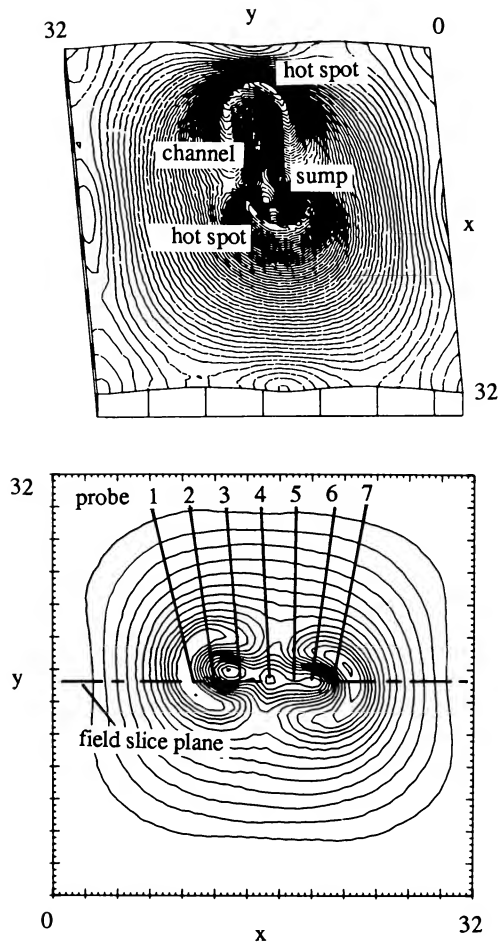 y
32
0
hot spot
channel
sump
hot spot
x
32
32
probe 1 2 3 4 5 6 7
y
field slice plane
0
32
x